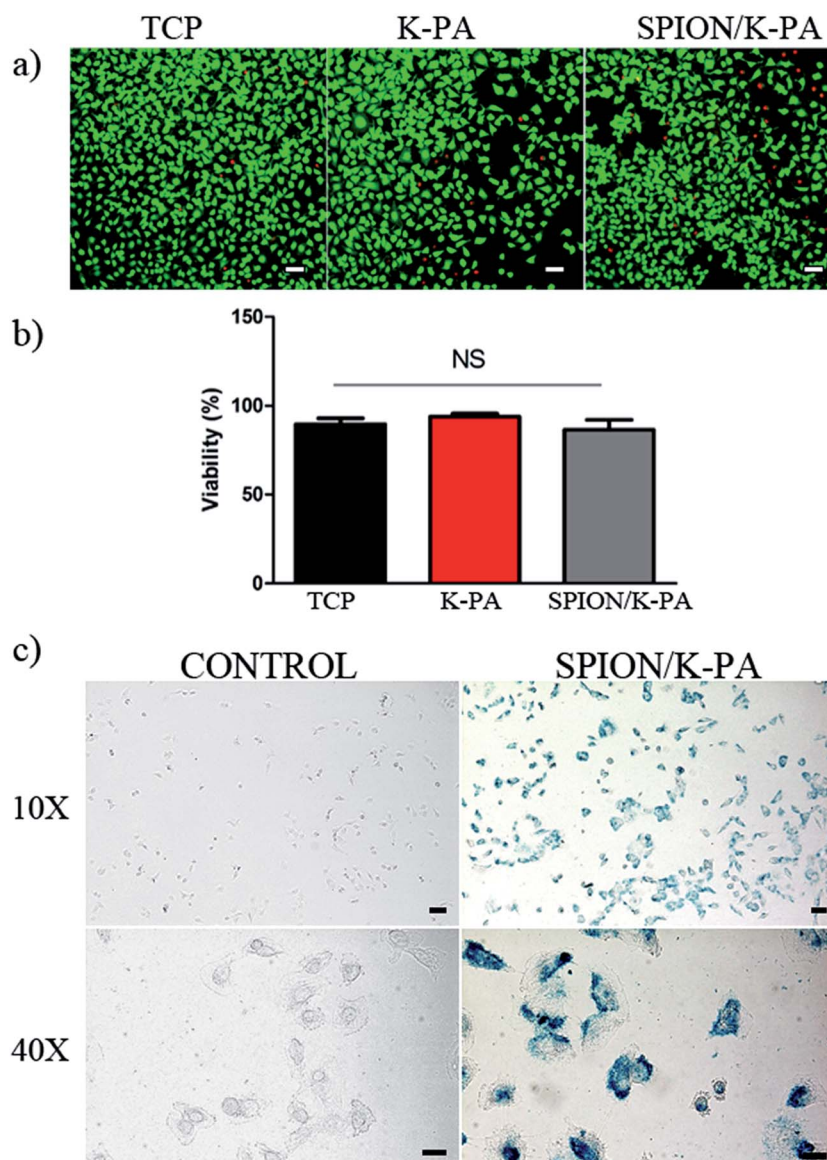 TCP K-PA SPION/K-PA
a)
b)
150
NS
100
50
0
Viability (%)
TCP K-PA SPION/K-PA
c)
CONTROL SPION/K-PA
10X
40X